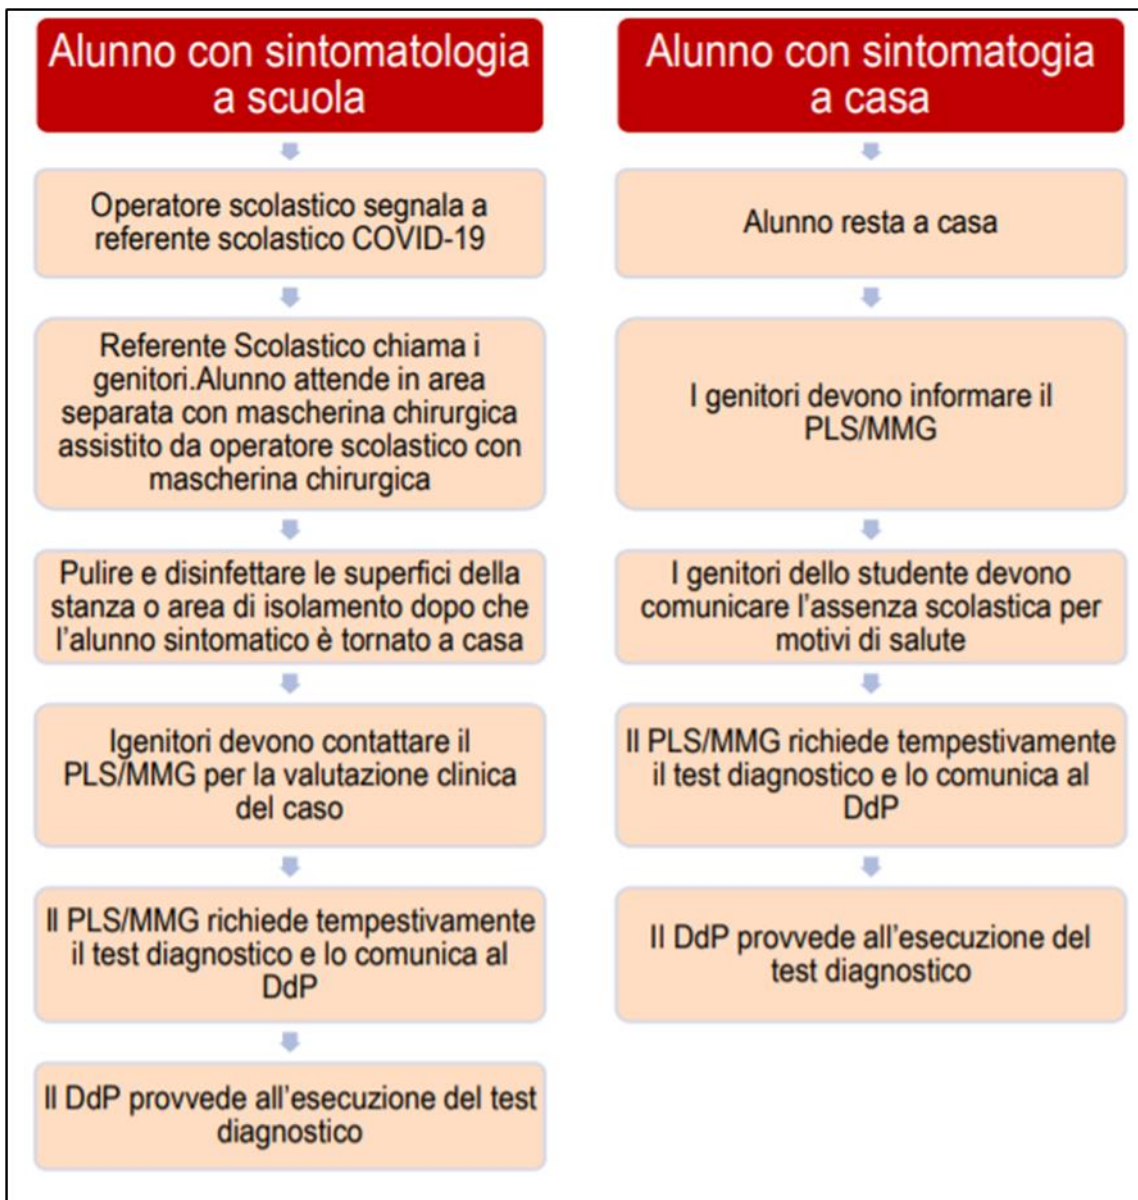 Alunno con sintomatologia
a scuola
Operatore scolastico segnala a
referente scolastico COVID-19
Referente Scolastico chiama i
genitori.Alunno attende in area
separata con mascherina chirurgica
assistito da operatore scolastico con
mascherina chirurgica
Pulire e disinfettare le superfici della
stanza o area di isolamento dopo che
l'alunno sintomatico è tornato a casa
Igenitori devono contattare il
PLS/MMG per la valutazione clinica
del caso
Il PLS/MMG richiede tempestivamente
il test diagnostico e lo comunica al
DdP
Il DdP provvede all'esecuzione del test
diagnostico
Alunno con sintomatogia
a casa
Alunno resta a casa
I genitori devono informare il
PLS/MMG
I genitori dello studente devono
comunicare l'assenza scolastica per
motivi di salute
Il PLS/MMG richiede tempestivamente
il test diagnostico e lo comunica al
DdP
Il DdP provvede all'esecuzione del
test diagnostico